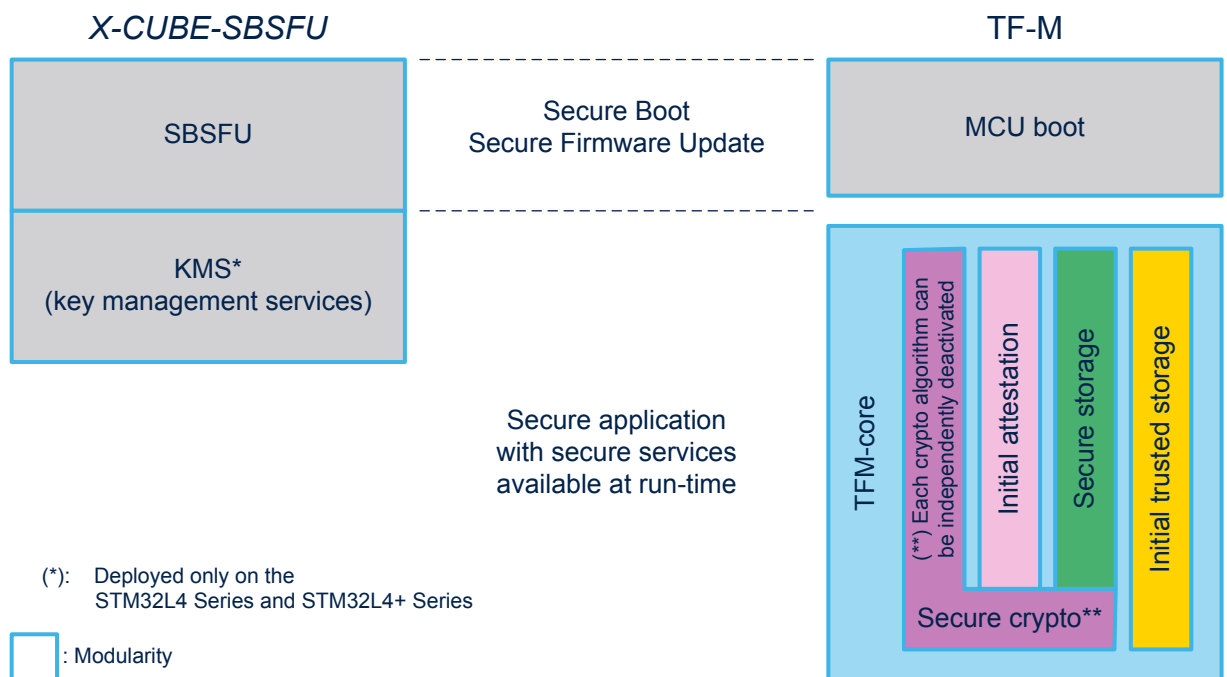 X-CUBE-SBSFU
TF-M
SBSFU
Secure Boot
Secure Firmware Update
MCU boot
KMS*
(key management services)
Secure application
with secure services
available at run-time
TFM-core
(**) Each crypto algorithm can
be independently deactivated
Initial attestation
Secure storage
Initial trusted storage
Secure crypto**
(*): Deployed only on the
STM32L4 Series and STM32L4+ Series
: Modularity